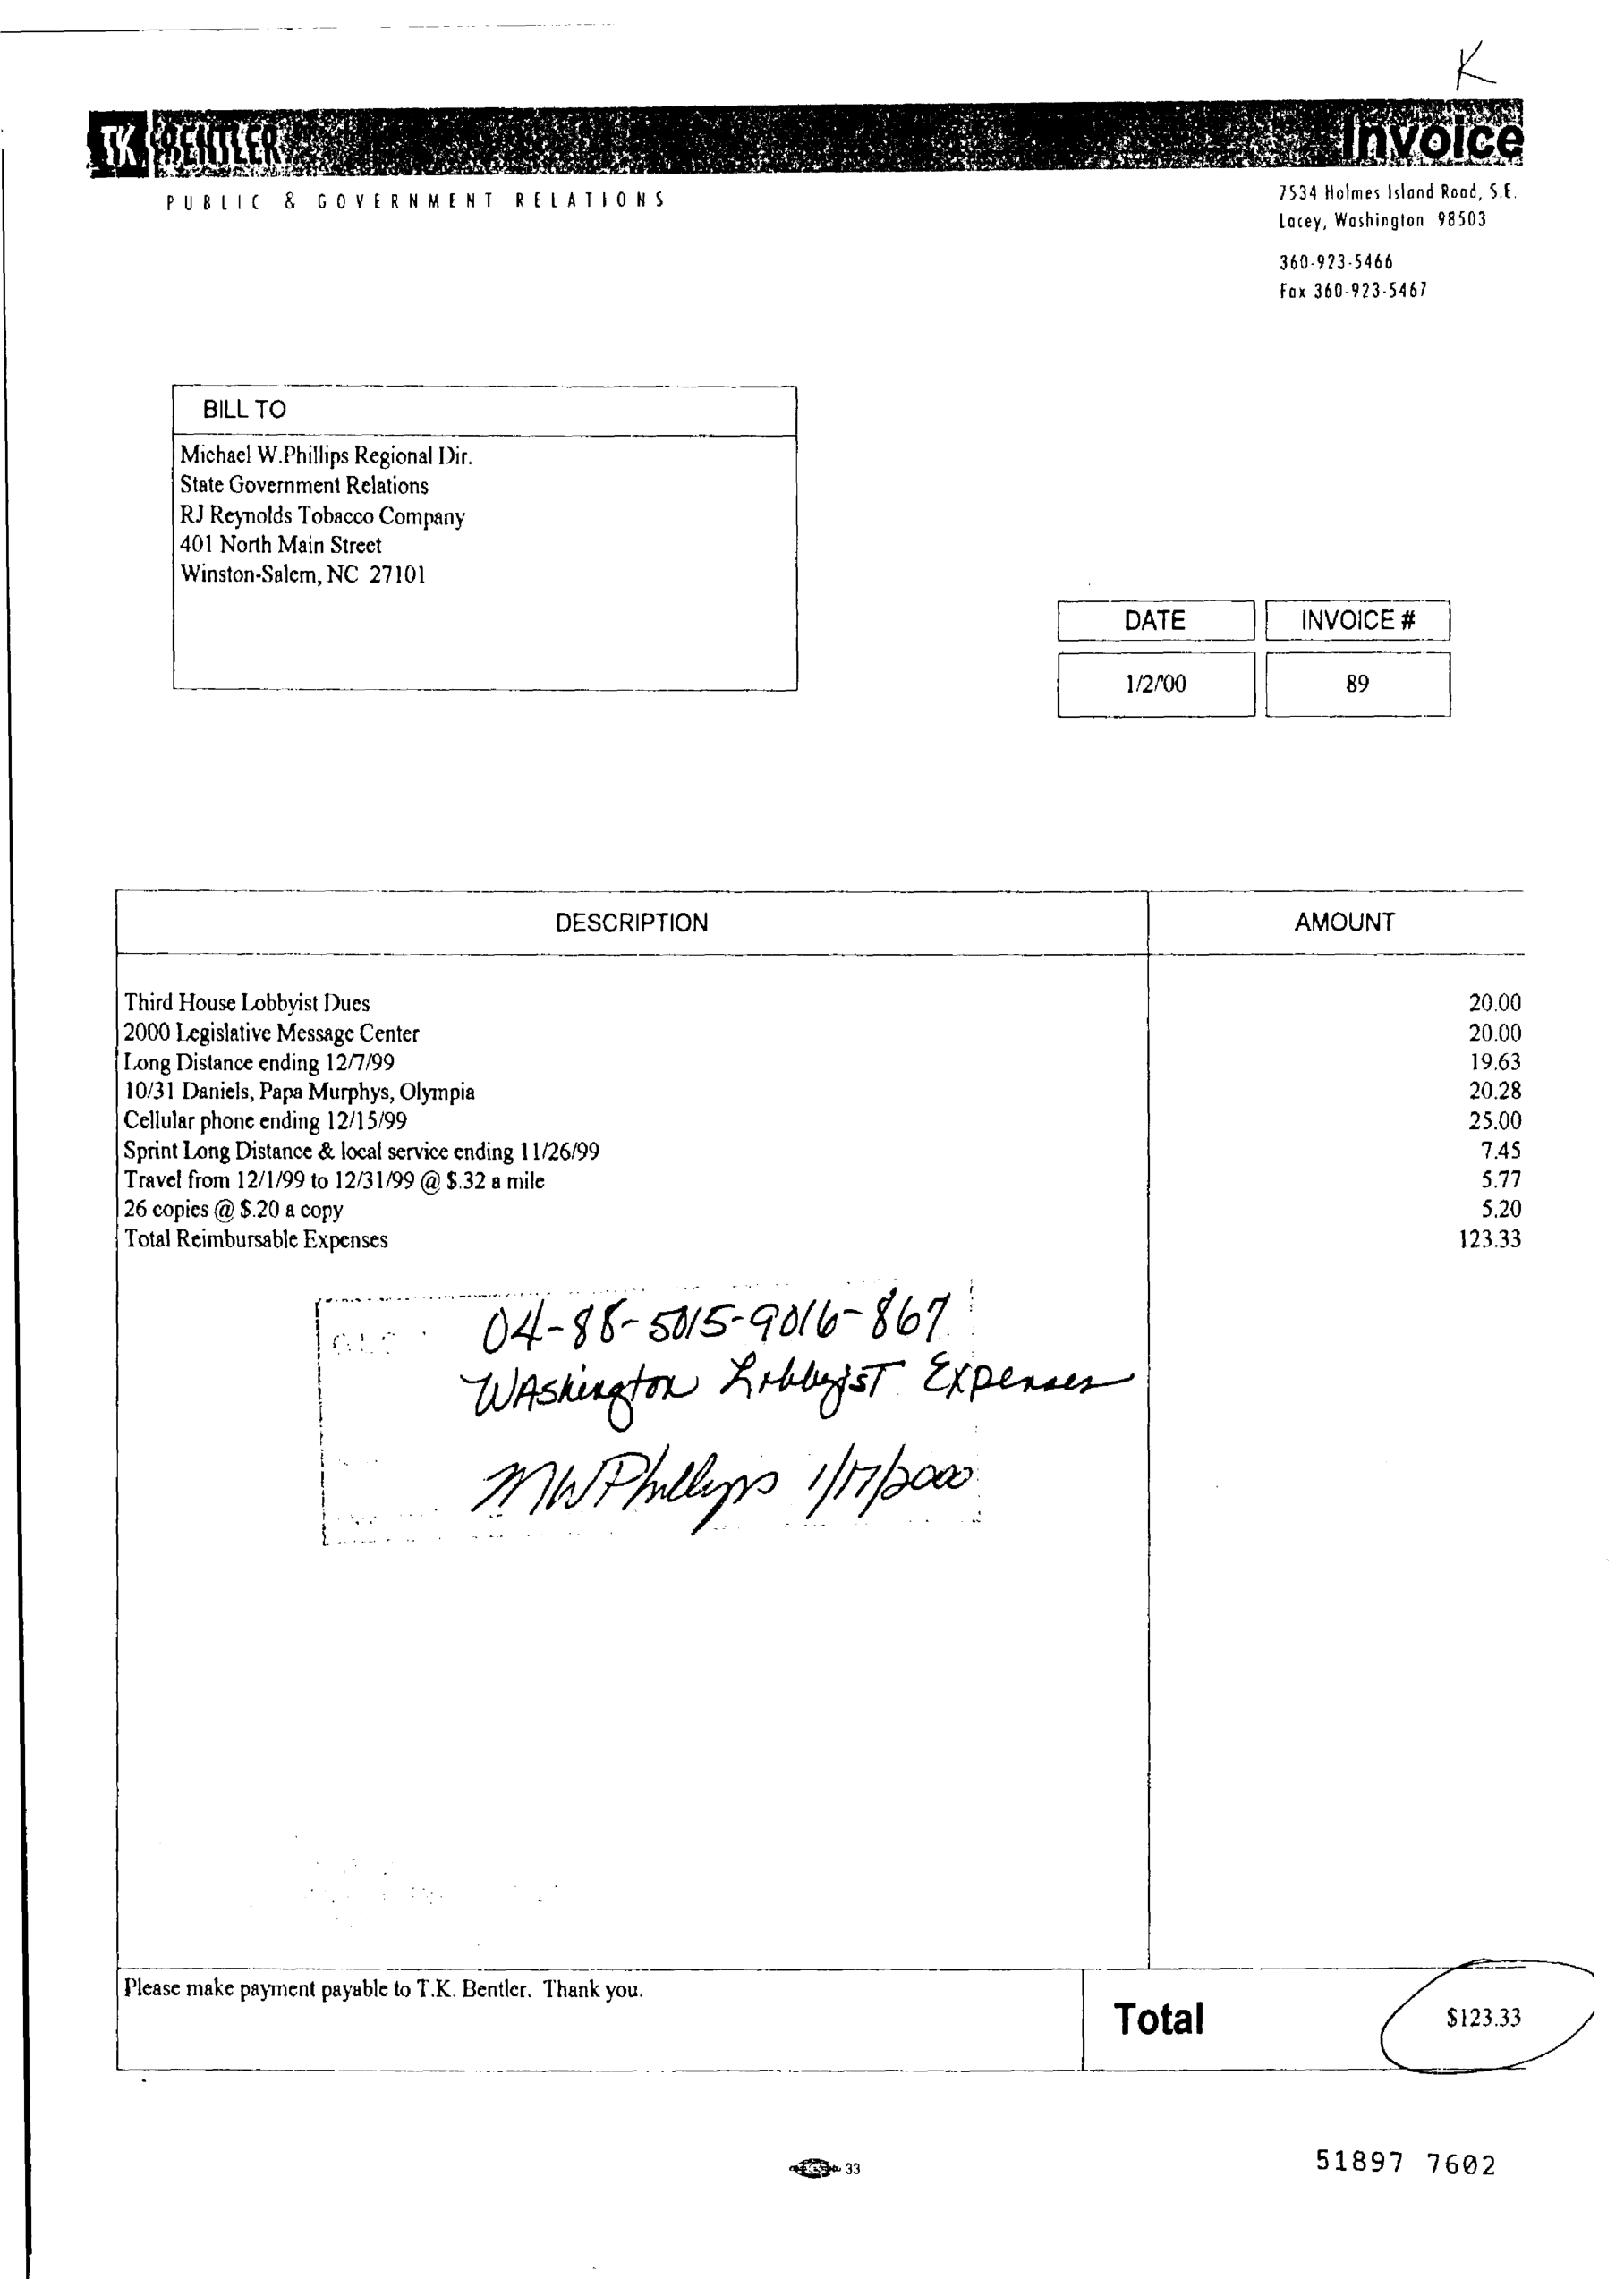 K
TK BENTLER
Invoice
PUBLIC & GOVERNMENT RELATIONS
7534 Holmes Island Road, S.E.
Lacey, Washington 98503
360-923-5466
Fax 360-923-5467
BILL TO
Michael W.Phillips Regional Dir.
State Government Relations
RJ Reynolds Tobacco Company
401 North Main Street
Winston-Salem, NC 27101
DATE INVOICE #
1/2/00 89
DESCRIPTION AMOUNT
Third House Lobbyist Dues 20.00
2000 Legislative Message Center 20.00
Long Distance ending 12/7/99 19.63
10/31 Daniels, Papa Murphys, Olympia 20.28
Cellular phone ending 12/15/99 25.00
Sprint Long Distance & local service ending 11/26/99 7.45
Travel from 12/1/99 to 12/31/99 @ $.32 a mile 5.77
26 copies @ $.20 a copy 5.20
Total Reimbursable Expenses 123.33
04-88-5015-9016-867
WAshington LobbyisT Expenses
MWPhillips 1/17/2000
Please make payment payable to T.K. Bentler. Thank you.
Total $123.33
33
51897 7602